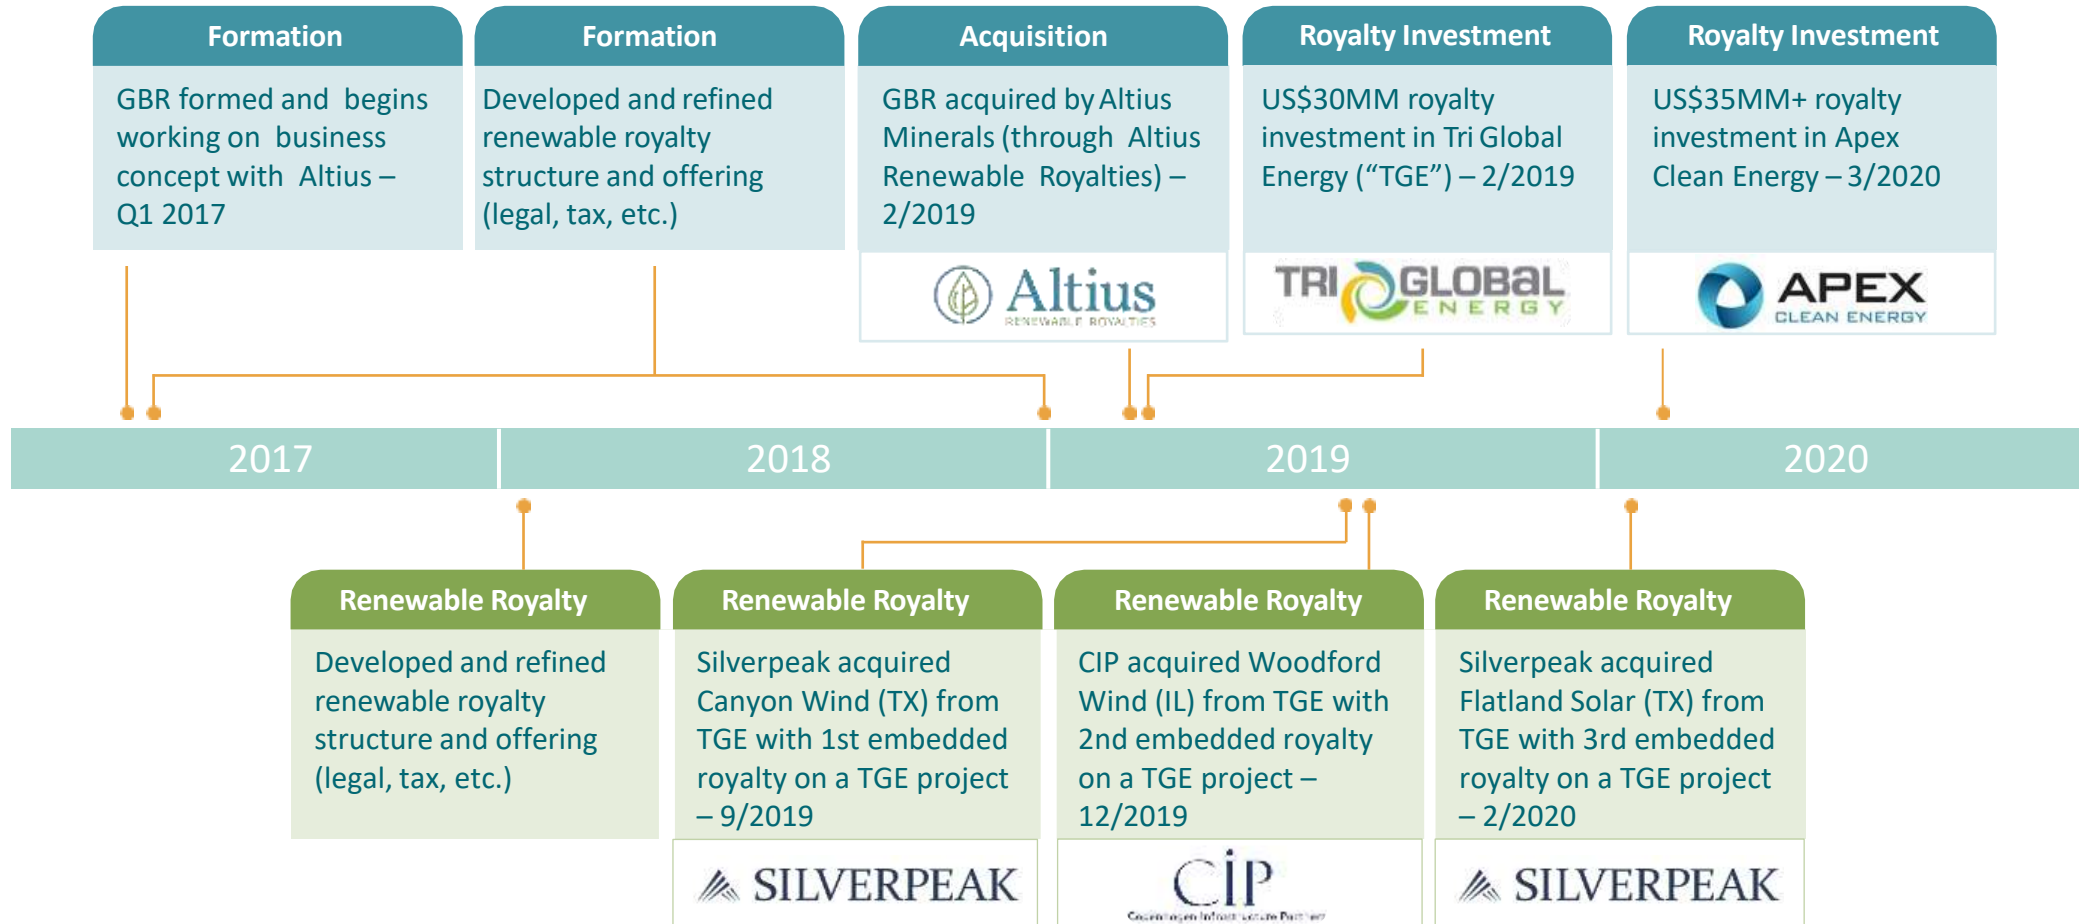 Formation
GBR formed and begins
working on business
concept with Altius –
Q1 2017
Formation
Developed and refined
renewable royalty
structure and offering
(legal, tax, etc.)
Acquisition
GBR acquired by Altius
Minerals (through Altius
Renewable Royalties) –
2/2019
Altius
RENEWABLE ROYALTIES
Royalty Investment
US$30MM royalty
investment in Tri Global
Energy (“TGE”) – 2/2019
TRI GLOBAL
ENERGY
Royalty Investment
US$35MM+ royalty
investment in Apex
Clean Energy – 3/2020
APEX
CLEAN ENERGY
2017
2018
2019
2020
Renewable Royalty
Developed and refined
renewable royalty
structure and offering
(legal, tax, etc.)
Renewable Royalty
Silverpeak acquired
Canyon Wind (TX) from
TGE with 1st embedded
royalty on a TGE project
– 9/2019
SILVERPEAK
Renewable Royalty
CIP acquired Woodford
Wind (IL) from TGE with
2nd embedded royalty
on a TGE project –
12/2019
CIP
Copenhagen Infrastructure Partners
Renewable Royalty
Silverpeak acquired
Flatland Solar (TX) from
TGE with 3rd embedded
royalty on a TGE project
– 2/2020
SILVERPEAK